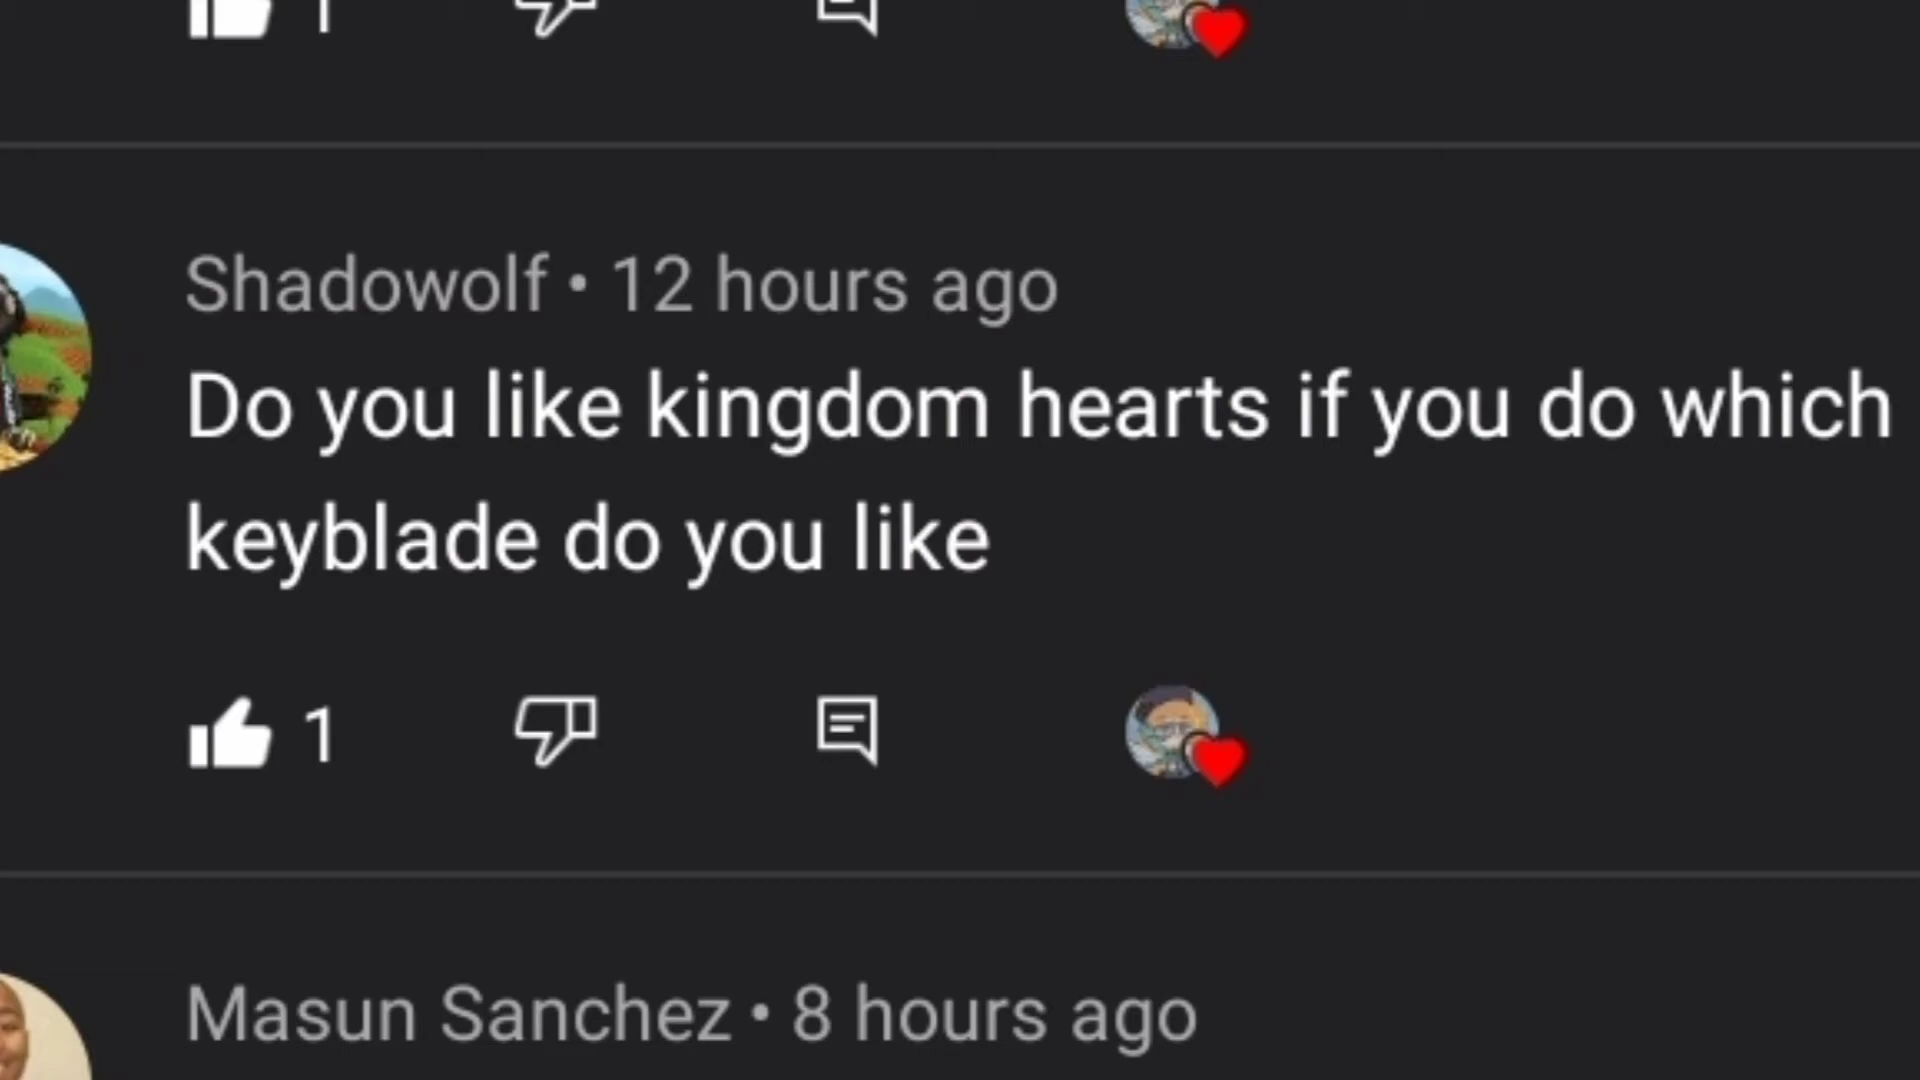 1
Shadowolf • 12 hours ago
Do you like kingdom hearts if you do which
keyblade do you like
1
Masun Sanchez • 8 hours ago